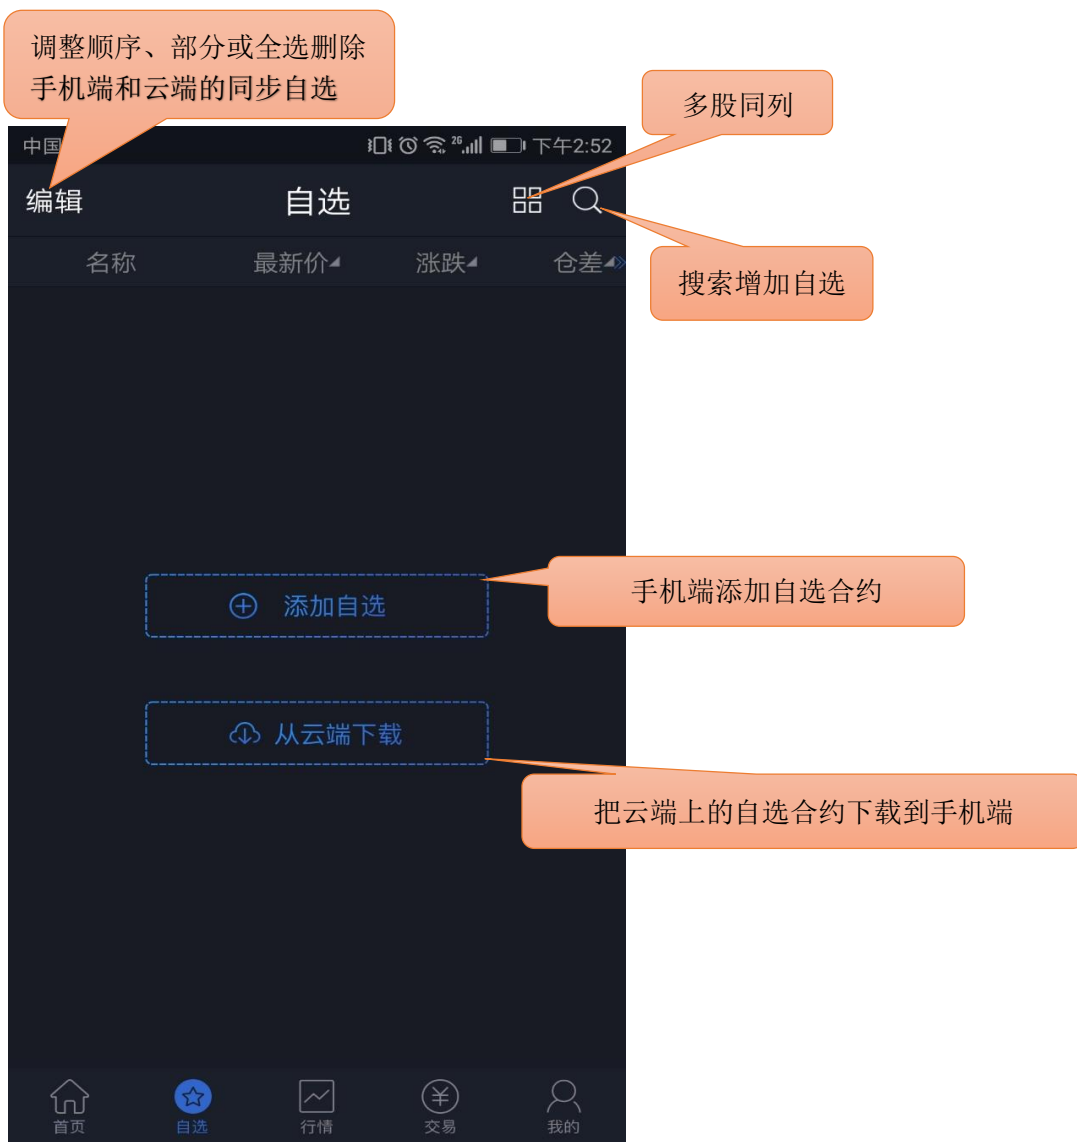 调整顺序、部分或全选删除
手机端和云端的同步自选
多股同列
中国
2G
下午2:52
编辑
自选
搜索增加自选
名称
最新价
涨跌
仓差
手机端添加自选合约
添加自选
从云端下载
把云端上的自选合约下载到手机端
首页
自选
行情
交易
我的